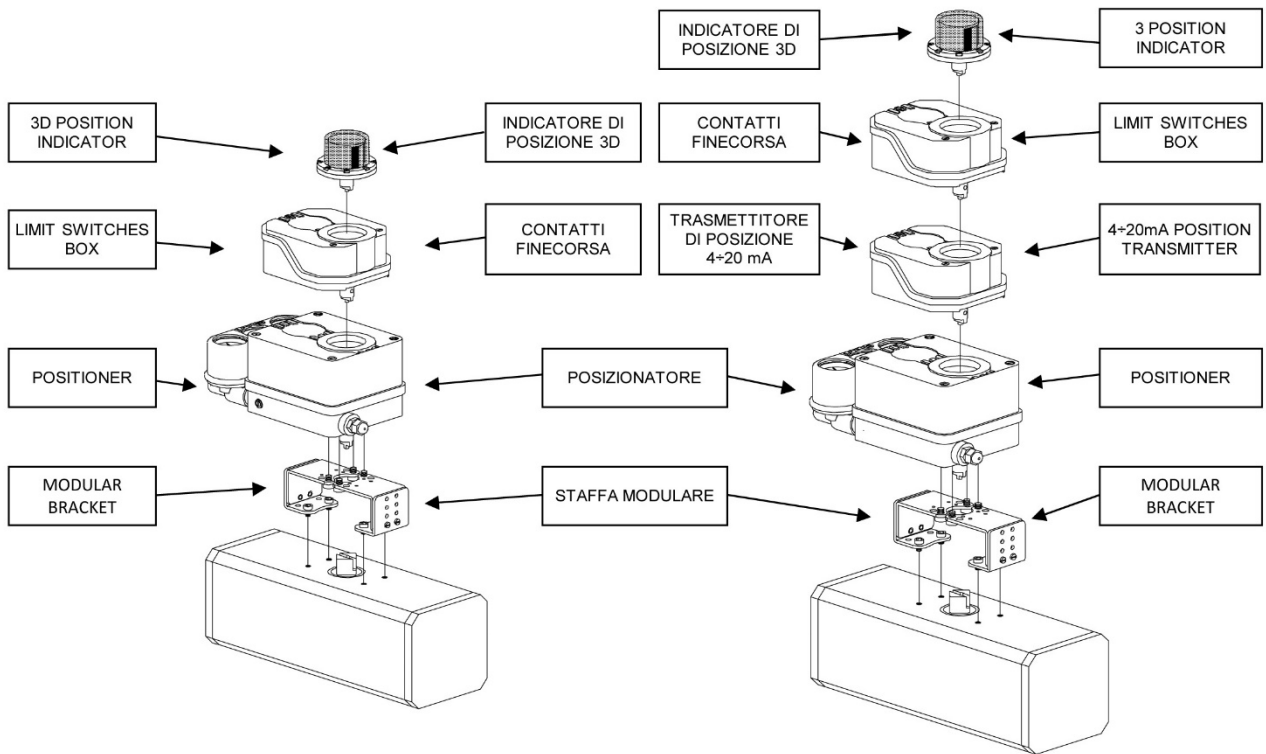 INDICATORE DI
POSIZIONE 3D
3 POSITION
INDICATOR
3D POSITION
INDICATOR
INDICATORE DI
POSIZIONE 3D
CONTATTI
FINECORSA
LIMIT SWITCHES
BOX
LIMIT SWITCHES
BOX
CONTATTI
FINECORSA
TRASMETTITORE
DI POSIZIONE
4÷20 mA
4÷20mA POSITION
TRANSMITTER
POSITIONER
POSIZIONATORE
POSITIONER
MODULAR
BRACKET
STAFFA MODULARE
MODULAR
BRACKET